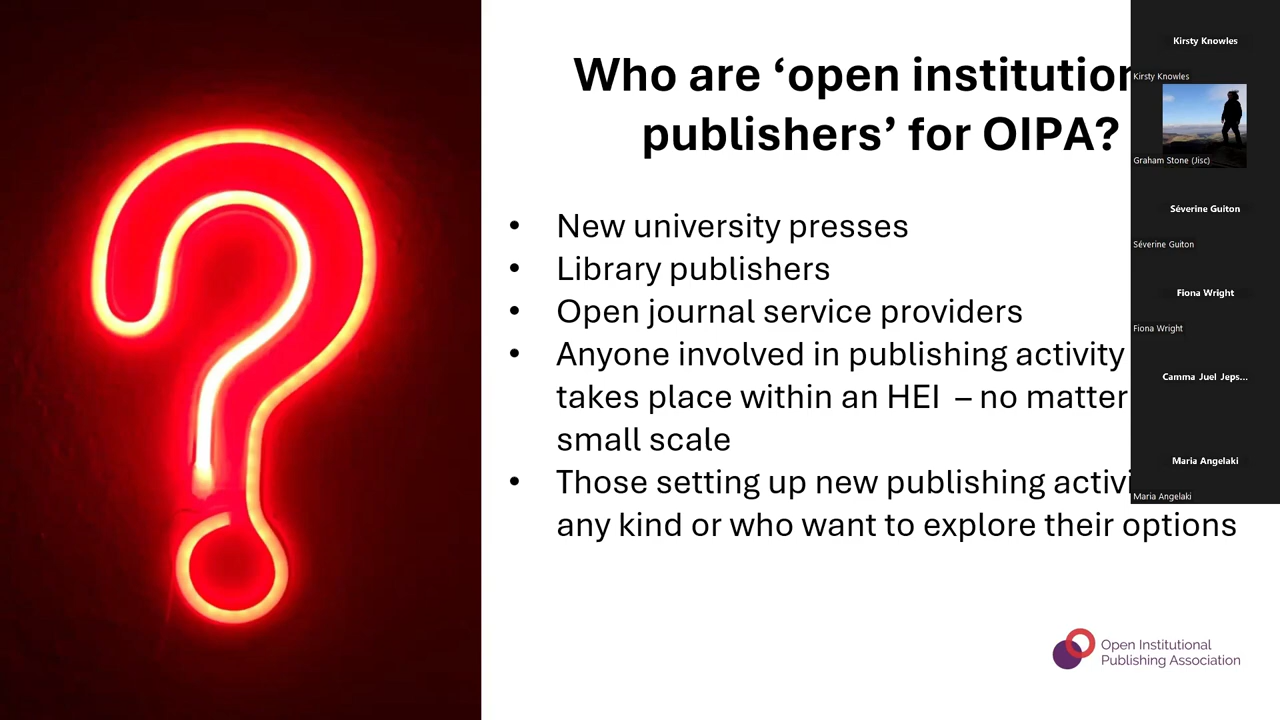 Who are ‘open institution
publishers’ for OIPA?
• New university presses
• Library publishers
• Open journal service providers
• Anyone involved in publishing activity
takes place within an HEI – no matter
small scale
• Those setting up new publishing
any kind or who want to explore their options
Open Institutional
Publishing Association
Kirsty Knowles
Kirsty Knowles
Graham Stone (Jisc)
Séverine Guiton
Séverine Guiton
Fiona Wright
Fiona Wright
Camma Juel Jeps...
Maria Angelaki
Maria Angelaki